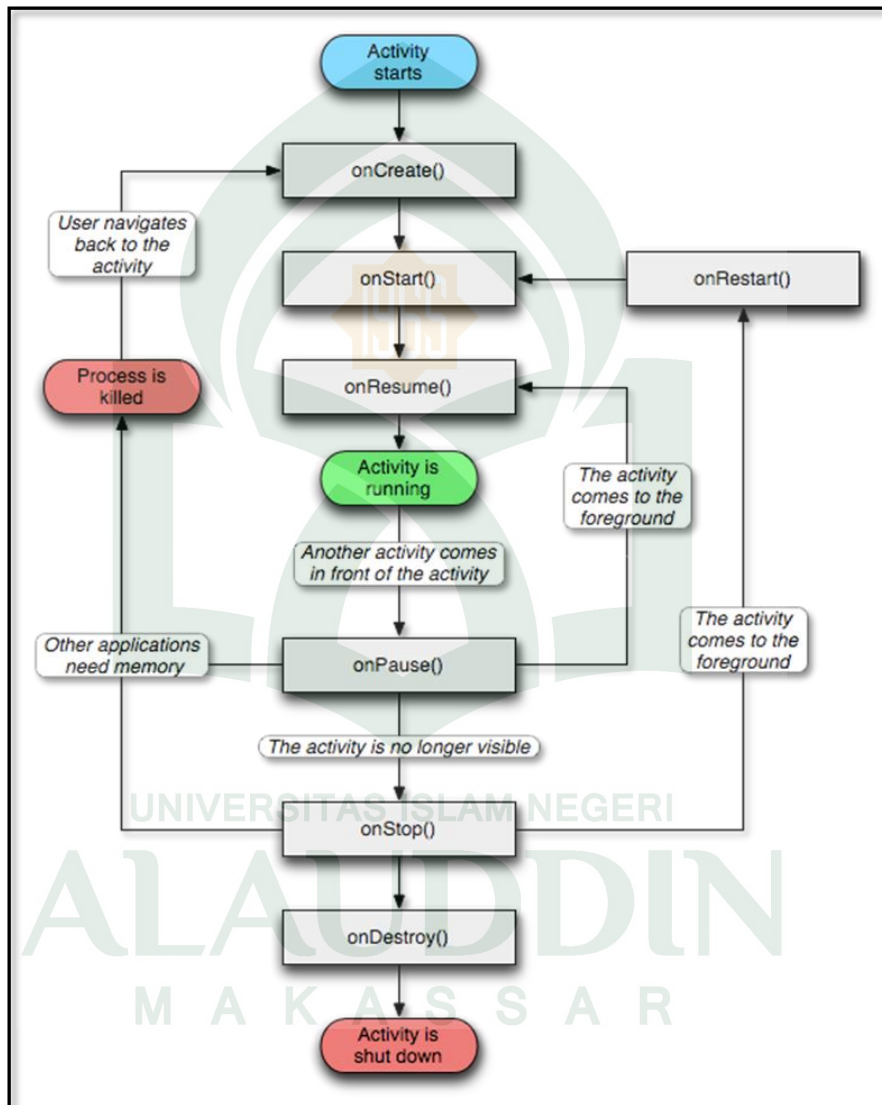 Activity
starts
onCreate()
User navigates
back to the
activity
onStart()
onRestart()
1965
Process is
killed
onResume()
Activity is
running
The activity
comes to the
foreground
Another activity comes
in front of the activity
The activity
comes to the
foreground
Other applications
need memory
onPause()
The activity is no longer visible
UNIVERSITAS ISLAM NEGERI
onStop()
ALAUDDIN
onDestroy()
MAKASSAR
Activity is
shut down